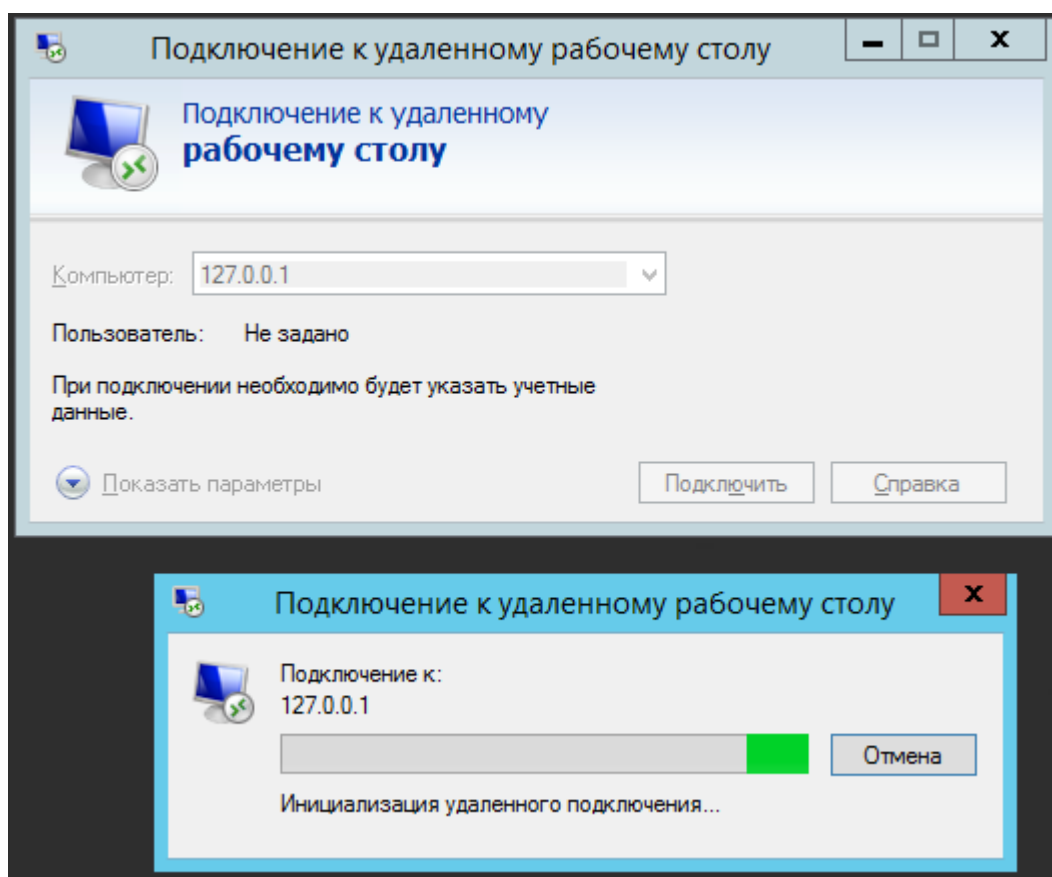 Подключение к удаленному рабочему столу
Подключение к удаленному
рабочему столу
Компьютер: 127.0.0.1
Пользователь: Не задано
При подключении необходимо будет указать учетные
данные.
Показать параметры Подключить Справка
Подключение к удаленному рабочему столу
Подключение к:
127.0.0.1
Отмена
Инициализация удаленного подключения...